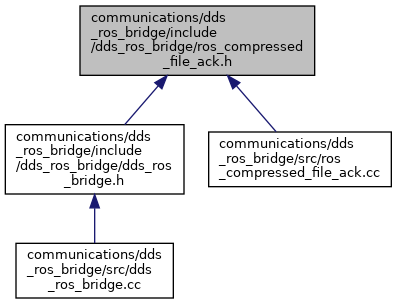 communications/dds
_ros_bridge/include
/dds_ros_bridge/ros_compressed
_file_ack.h
communications/dds
_ros_bridge/include
/dds_ros_bridge/dds_ros
_bridge.h
communications/dds
_ros_bridge/src/ros
_compressed_file_ack.cc
communications/dds
_ros_bridge/src/dds
_ros_bridge.cc